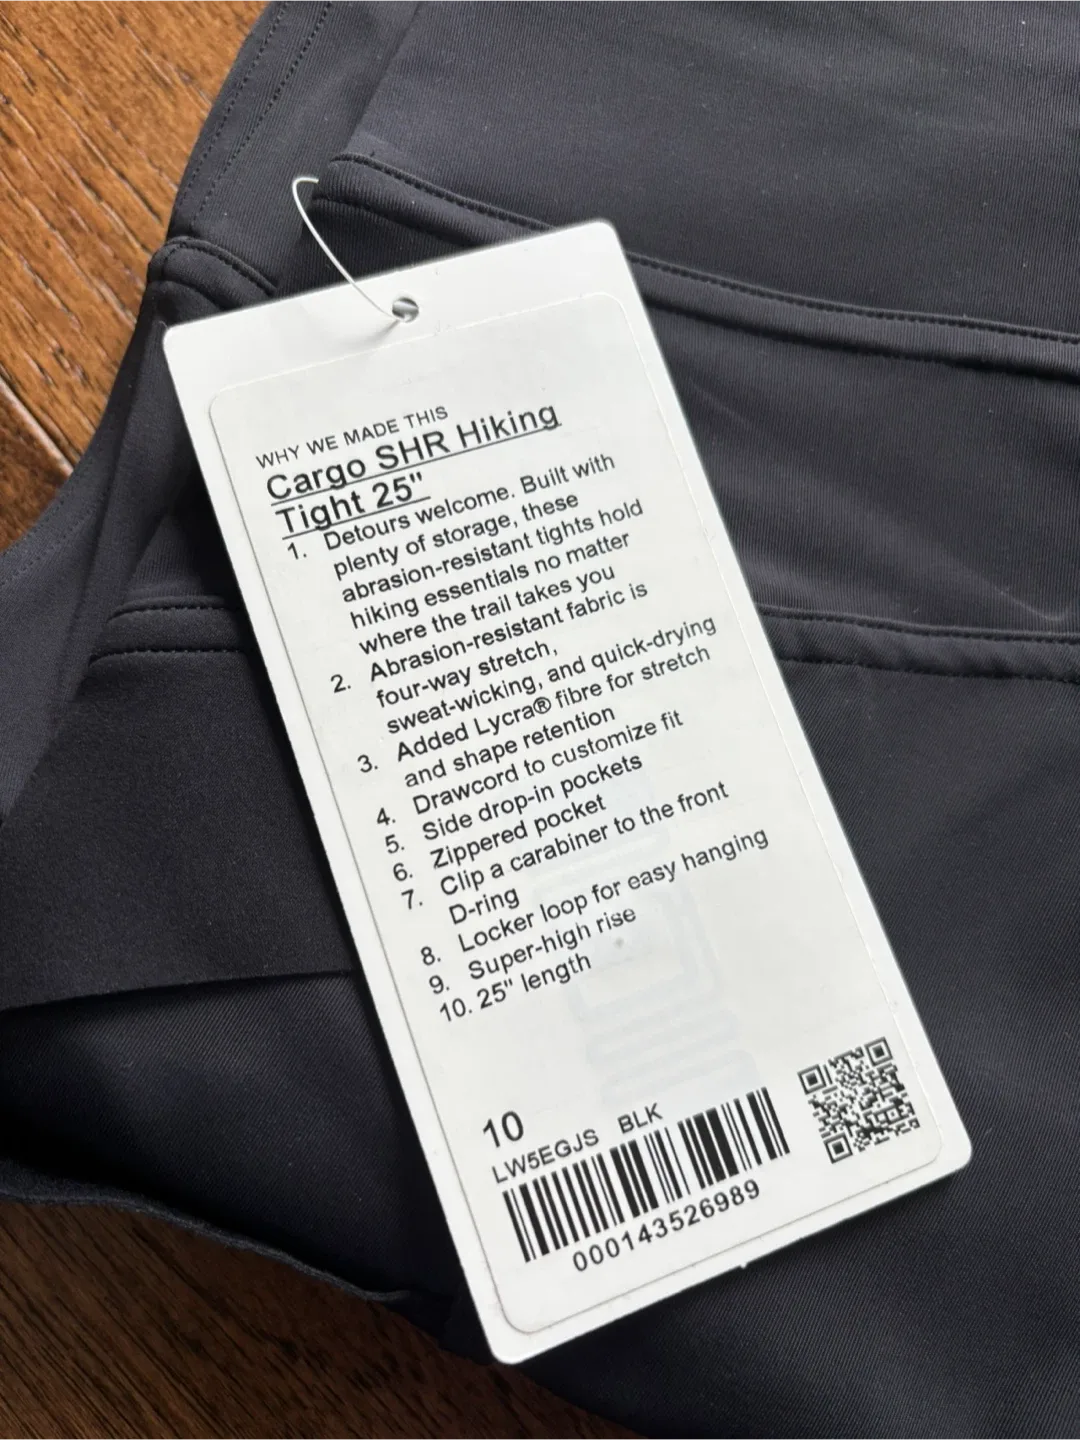 WHY WE MADE THIS
Cargo SHR Hiking
Tight 25"
1. Detours welcome. Built with
plenty of storage, these
abrasion-resistant tights hold
hiking essentials no matter
where the trail takes you
2. Abrasion-resistant fabric is
four-way stretch,
sweat-wicking, and quick-drying
3. Added Lycra® fibre for stretch
and shape retention
4. Drawcord to customize fit
5. Side drop-in pockets
6. Zippered pocket
7. Clip a carabiner to the front
D-ring
8. Locker loop for easy hanging
9. Super-high rise
10. 25" length
10
LW5EGJS BLK
000143526989